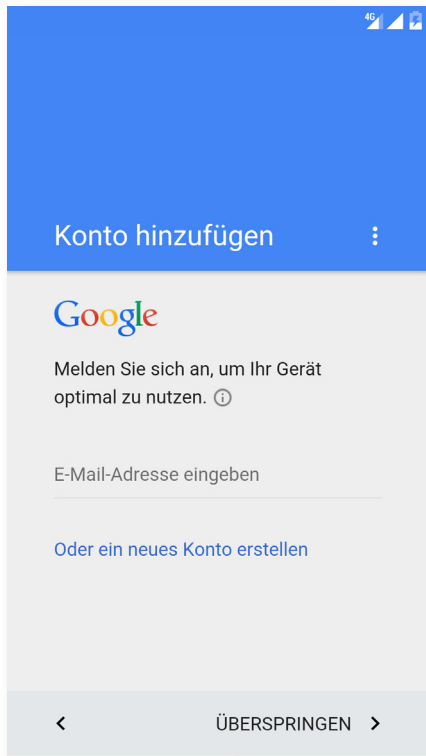 4G
Konto hinzufügen
Google
Melden Sie sich an, um Ihr Gerät
optimal zu nutzen.
E-Mail-Adresse eingeben
Oder ein neues Konto erstellen
ÜBERSPRINGEN